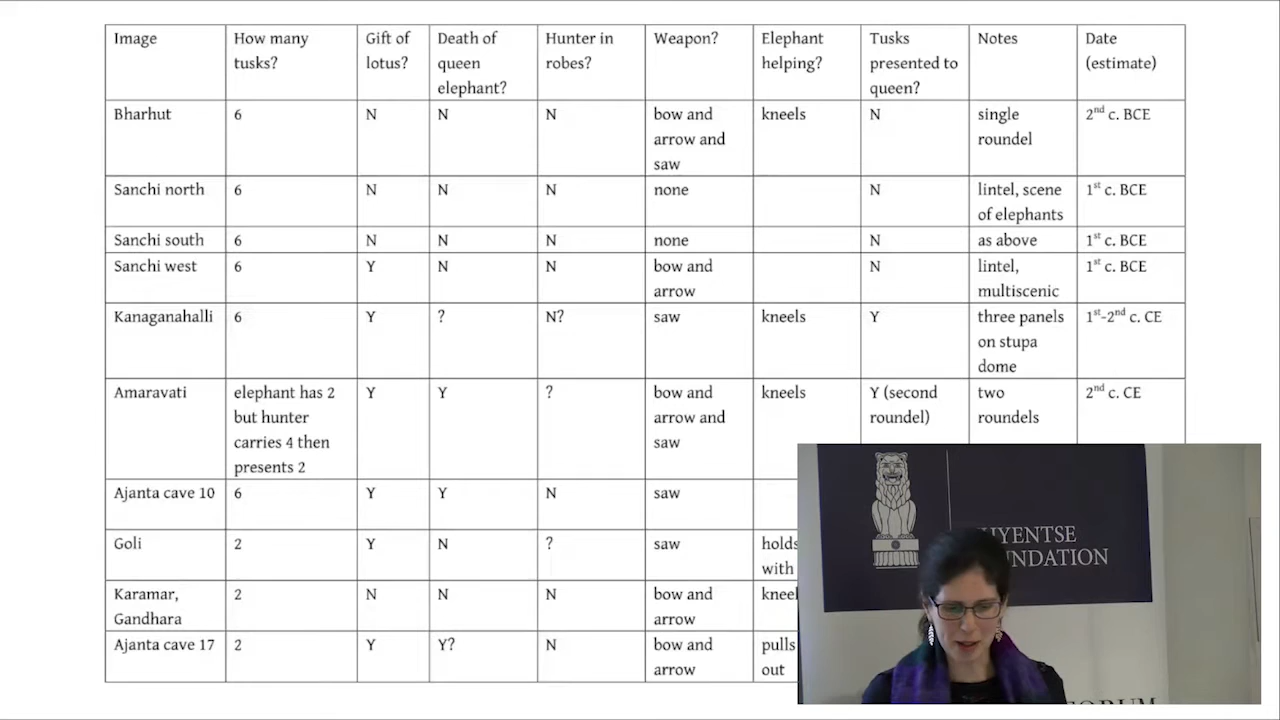 Image How many tusks? Gift of lotus? Death of queen elephant? Hunter in robes? Weapon? Elephant helping? Tusks presented to queen? Notes Date (estimate)
Bharhut 6 N N N bow and arrow and saw kneels N single roundel 2nd c. BCE
Sanchi north 6 N N N none N lintel, scene of elephants 1st c. BCE
Sanchi south 6 N N N none N as above 1st c. BCE
Sanchi west 6 Y N N bow and arrow N lintel, multiscenic 1st c. BCE
Kanaganahalli 6 Y ? N? saw kneels Y three panels on stupa dome 1st-2nd c. CE
Amaravati elephant has 2 but hunter carries 4 then presents 2 Y Y ? bow and arrow and saw kneels Y (second roundel) two roundels 2nd c. CE
Ajanta cave 10 6 Y Y N saw
Goli 2 Y N ? saw holds with
Karamar, Gandhara 2 N N N bow and arrow
Ajanta cave 17 2 Y Y? N bow and arrow pulls out